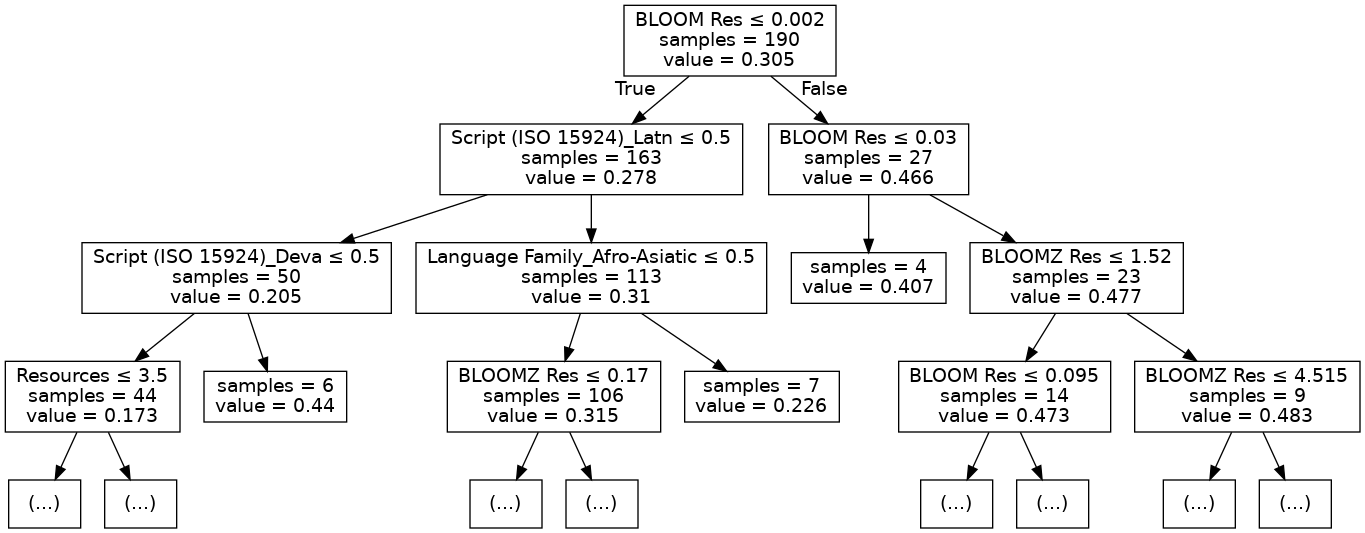 BLOOM Res ≤ 0.002
samples = 190
value = 0.305
True
False
Script (ISO 15924)_Latn ≤ 0.5
samples = 163
value = 0.278
BLOOM Res ≤ 0.03
samples = 27
value = 0.466
Script (ISO 15924)_Deva ≤ 0.5
samples = 50
value = 0.205
Language Family_Afro-Asiatic ≤ 0.5
samples = 113
value = 0.31
samples = 4
value = 0.407
BLOOMZ Res ≤ 1.52
samples = 23
value = 0.477
Resources ≤ 3.5
samples = 44
value = 0.173
samples = 6
value = 0.44
BLOOMZ Res ≤ 0.17
samples = 106
value = 0.315
samples = 7
value = 0.226
BLOOM Res ≤ 0.095
samples = 14
value = 0.473
BLOOMZ Res ≤ 4.515
samples = 9
value = 0.483
(...)
(...)
(...)
(...)
(...)
(...)
(...)
(...)